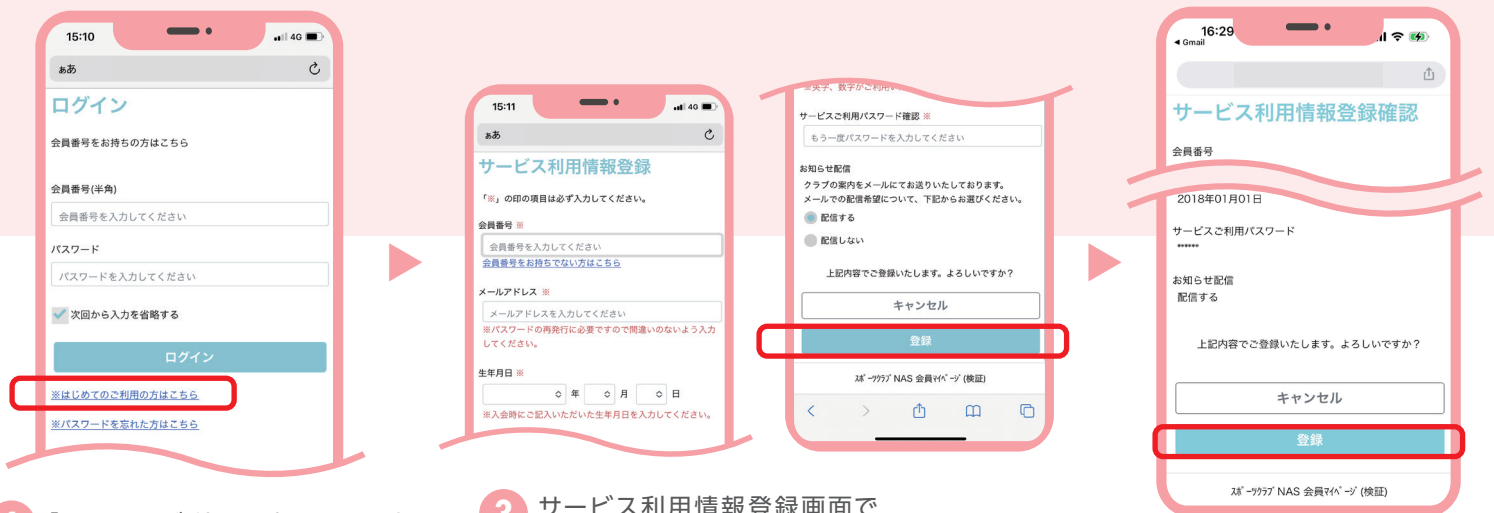 15:10
4G
ぁあ
ログイン
会員番号をお持ちの方はこちら
会員番号(半角)
会員番号を入力してください
パスワード
パスワードを入力してください
次回から入力を省略する
ログイン
※はじめてのご利用の方はこちら
※パスワードを忘れた方はこちら
15:11
4G
ぁあ
サービス利用情報登録
「※」の印の項目は必ず入力してください。
会員番号 ※
会員番号を入力してください
会員番号をお持ちでない方はこちら
メールアドレス ※
メールアドレスを入力してください
※パスワードの再発行に必要ですので間違いのないよう入力
してください。
生年月日 ※
年 月 日
※入会時にご記入いただいた生年月日を入力してください。
サービスご利用パスワード確認 ※
もう一度パスワードを入力してください
お知らせ配信
クラブの案内をメールにてお送りいたしております。
メールでの配信希望について、下記からお選びください。
配信する
配信しない
上記内容でご登録いたします。よろしいですか？
キャンセル
登録
ｽﾎﾟｰﾂｸﾗﾌﾞ NAS 会員ﾏｲﾍﾟｰｼﾞ (検証)
3 サービス利用情報登録画面で
16:29
◀ Gmail
サービス利用情報登録確認
会員番号
2018年01月01日
サービスご利用パスワード
******
お知らせ配信
配信する
上記内容でご登録いたします。よろしいですか？
キャンセル
登録
ｽﾎﾟｰﾂｸﾗﾌﾞ NAS 会員ﾏｲﾍﾟｰｼﾞ (検証)